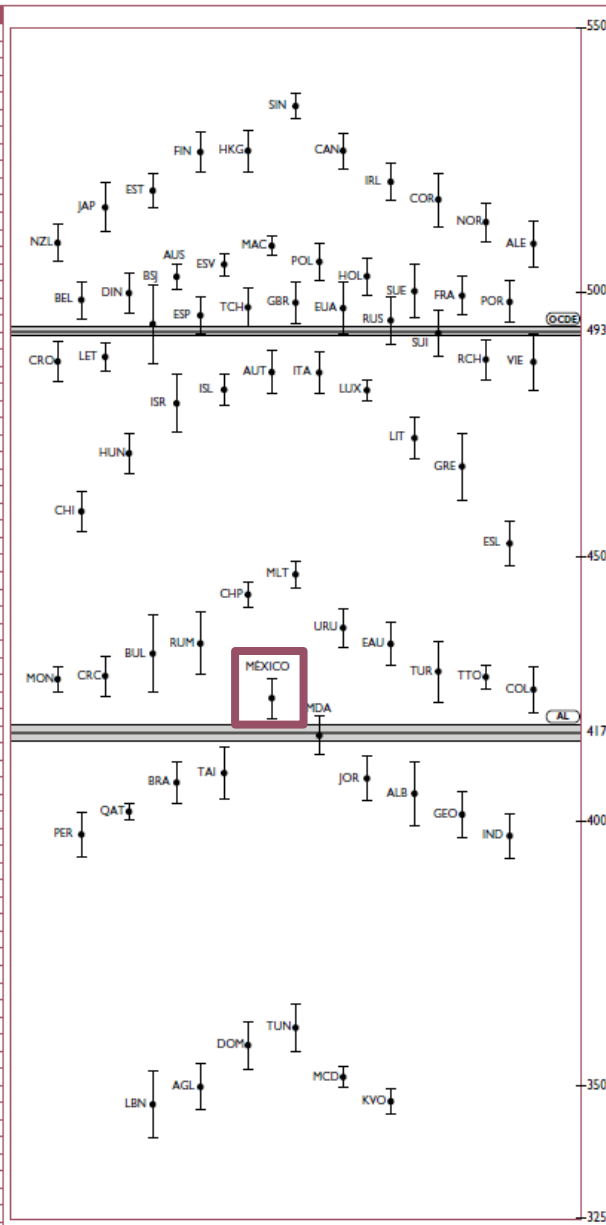 550
SIN
FIN HKG CAN
IRL
EST COR
JAP
NOR
NZL ALE
MAC
AUS POL
ESV
BSJ HOL
DIN SUE FRA
BEL GBR POR
TCH EUA
ESP RUS
500
OCDE
493
SUI
LET RCH
CRO VIE
AUT ITA
ISL LUX
ISR
LIT
HUN
GRE
CHI
ESL
450
MLT
CHP
URU
RUM EAU
BUL
MÉXICO
TUR TTO
MON CRC
COL
MDA
AL
417
TAI
BRA JOR
ALB
QAT GEO
PER IND
400
TUN
DOM
MCD
AGL 350
LBN KVO
325